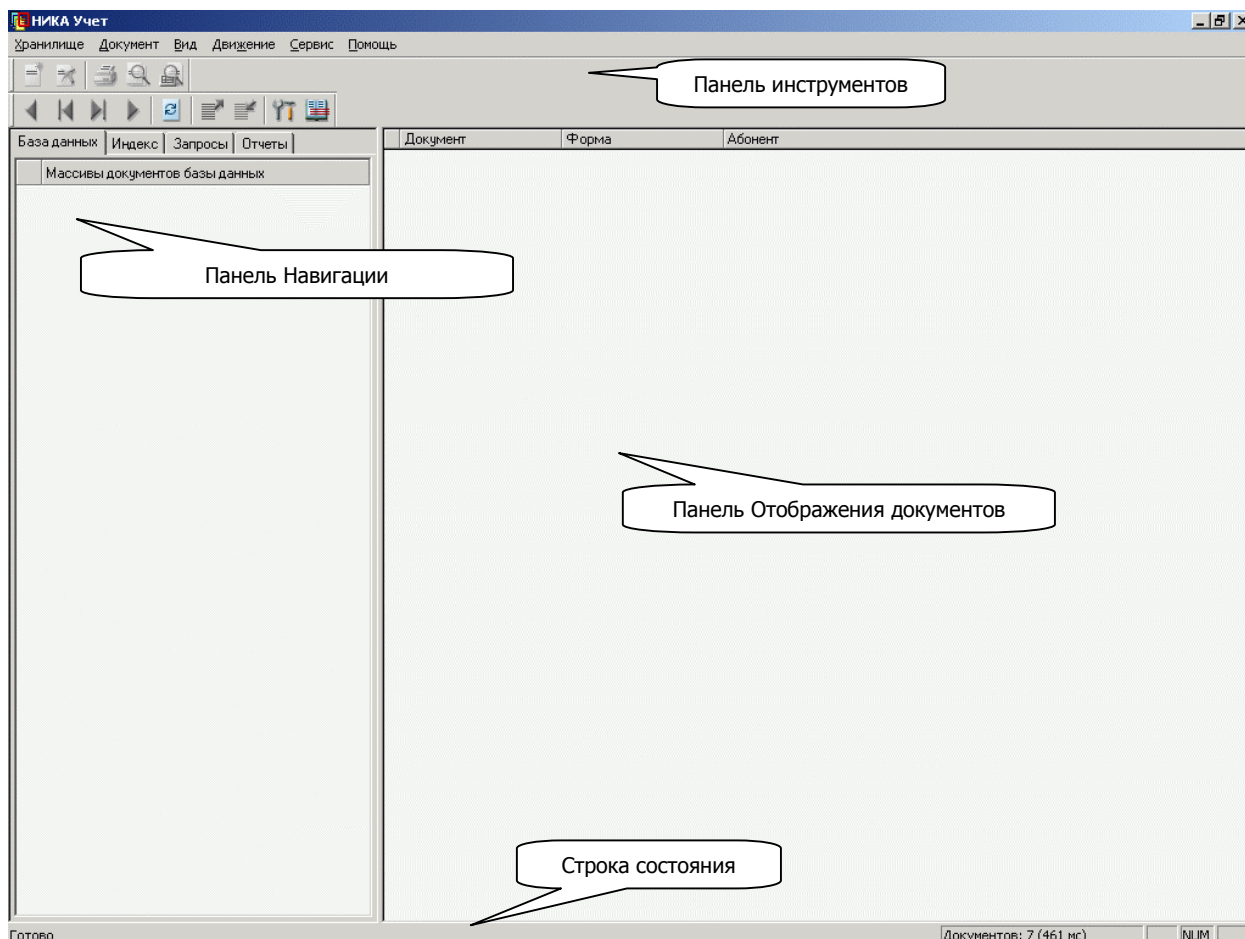 НИКА Учет
Хранилище Документ Вид Движение Сервис Помощь
Панель инструментов
База данных Индекс Запросы Отчеты
Документ Форма Абонент
Массивы документов базы данных
Панель Навигации
Панель Отображения документов
Строка состояния
Готово Документов: 7 (461 мс) NUM